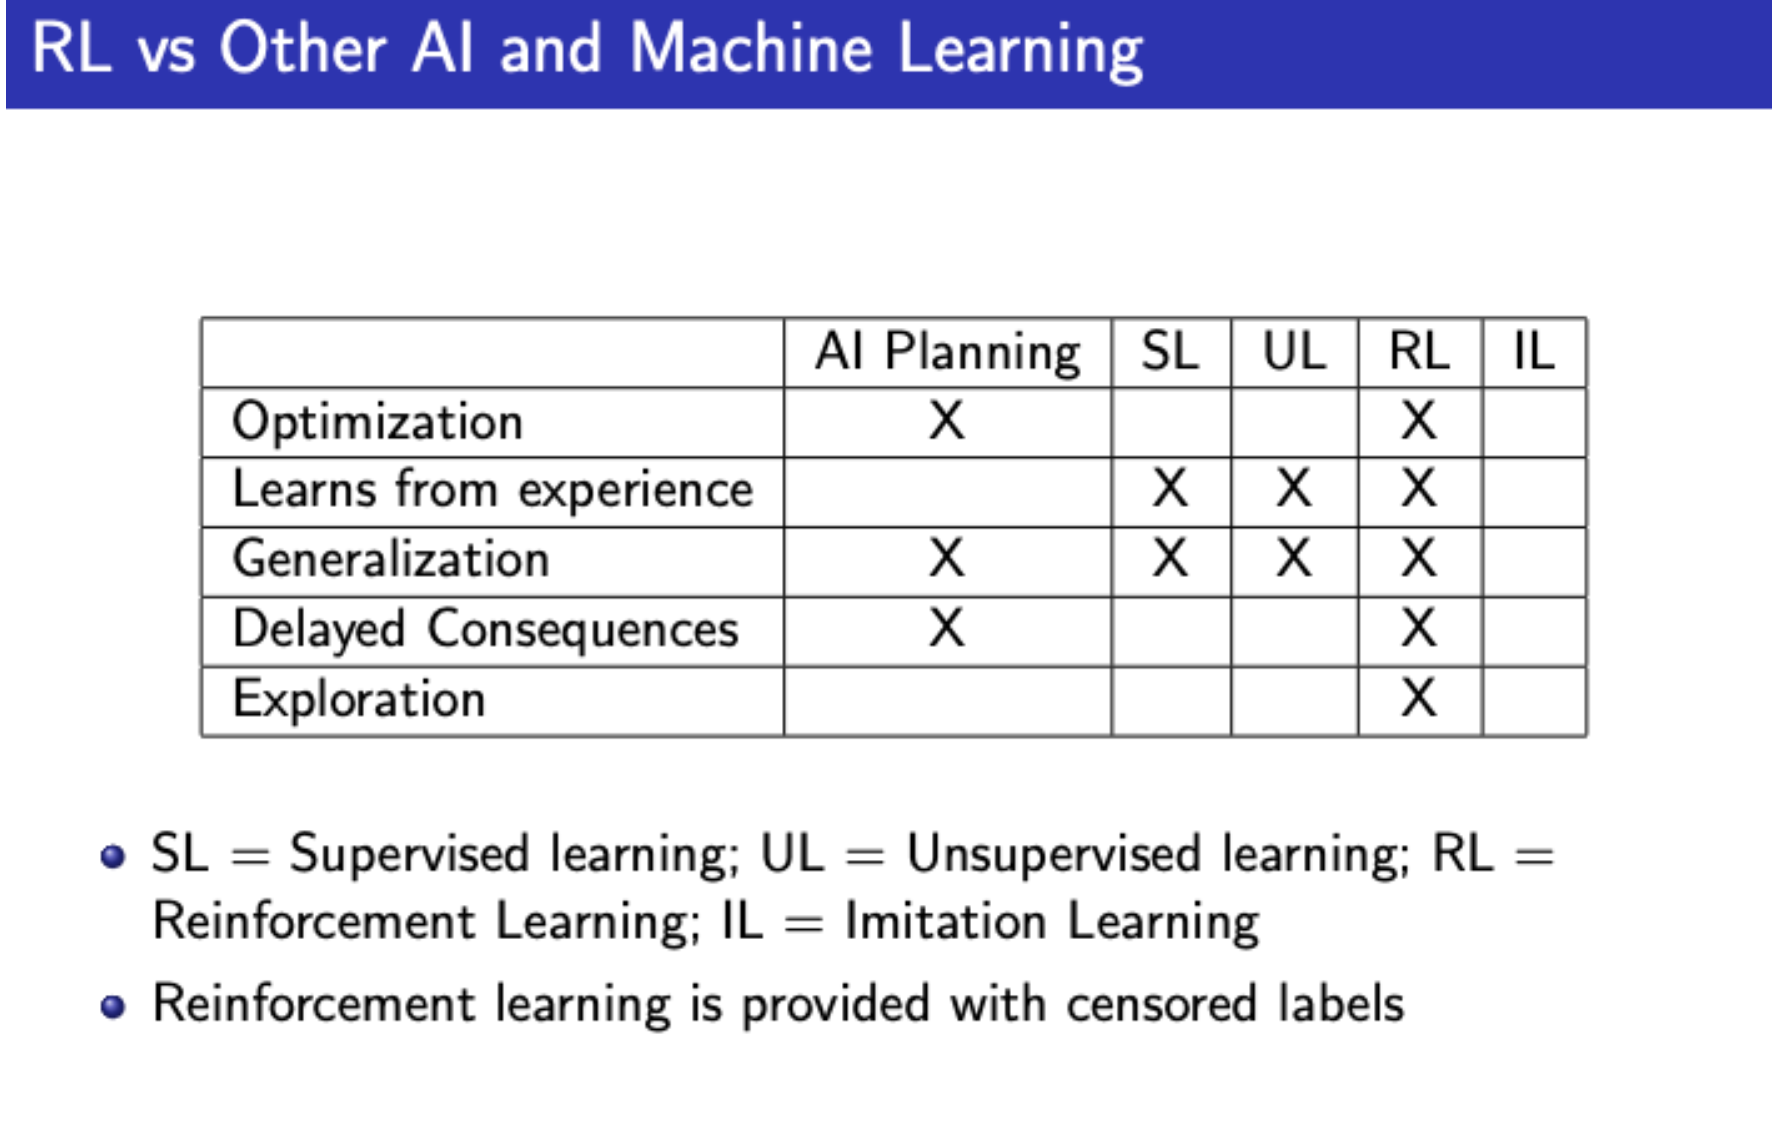 RL vs Other AI and Machine Learning
AI Planning SL UL RL IL
Optimization X X
Learns from experience X X X
Generalization X X X X
Delayed Consequences X X
Exploration X
SL = Supervised learning; UL = Unsupervised learning; RL =
Reinforcement Learning; IL = Imitation Learning
Reinforcement learning is provided with censored labels